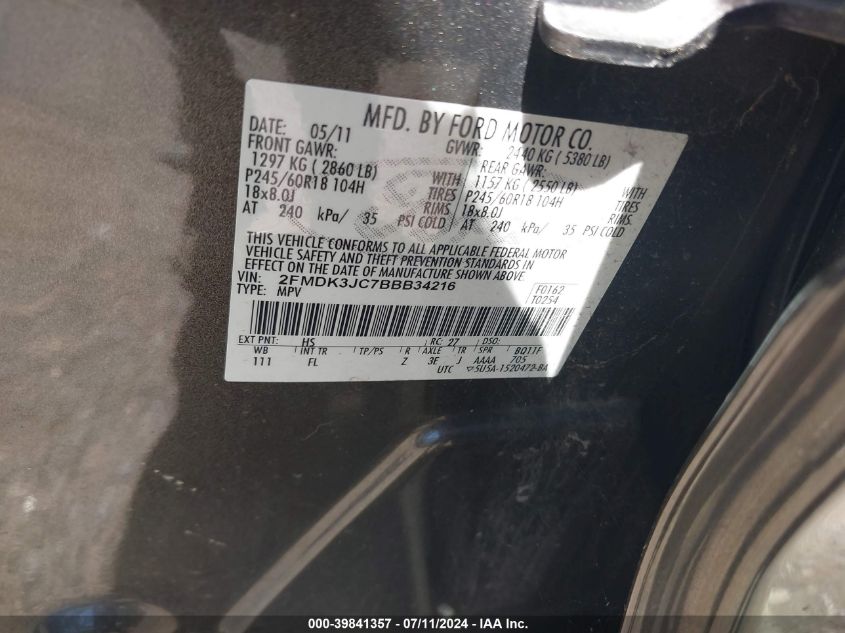 MFD. BY FORD MOTOR CO.
DATE: 05/11 GVWR: 2440 KG ( 5380 LB)
FRONT GAWR: REAR GAWR:
1297 KG ( 2860 LB) WITH 1157 KG ( 2550 LB) WITH
P245/60R18 104H TIRES P245/60R18 104H TIRES
18x8.0J RIMS 18x8.0J RIMS
AT 240 kPa/ 35 PSI COLD AT 240 kPa/ 35 PSI COLD
THIS VEHICLE CONFORMS TO ALL APPLICABLE FEDERAL MOTOR
VEHICLE SAFETY AND THEFT PREVENTION STANDARDS IN
EFFECT ON THE DATE OF MANUFACTURE SHOWN ABOVE.
VIN: 2FMDK3JC7BBB34216 F0162
TYPE: MPV T0254
EXT PNT: HS RC: 27 DSO:
WB INT TR TP/PS R AXLE TR SPR BD11F
111 FL Z 3E J AAAA 705
UTC 5U5A-1520472-BA
000-39841357 - 07/11/2024 - IAA Inc.